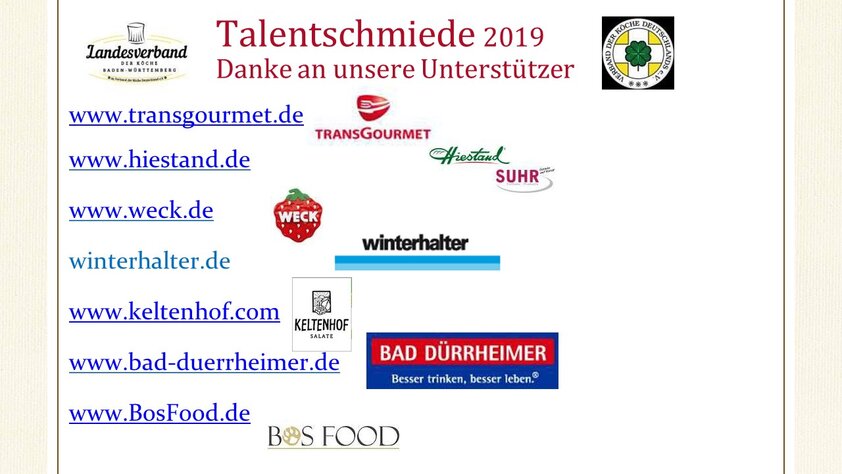 Landesverband
DER KÖCHE
BADEN-WÜRTTEMBERG
Talentschmiede 2019
Danke an unsere Unterstützer
VERBAND DER KÖCHE DEUTSCHLANDS e.V.
www.transgourmet.de
TRANSGOURMET
www.hiestand.de
Hiestand
SUHR
www.weck.de
WECK
winterhalter
winterhalter.de
www.keltenhof.com
KELTENHOF
SALATE
www.bad-duerrheimer.de
BAD DÜRRHEIMER
Besser trinken, besser leben.®
www.BosFood.de
BOS FOOD